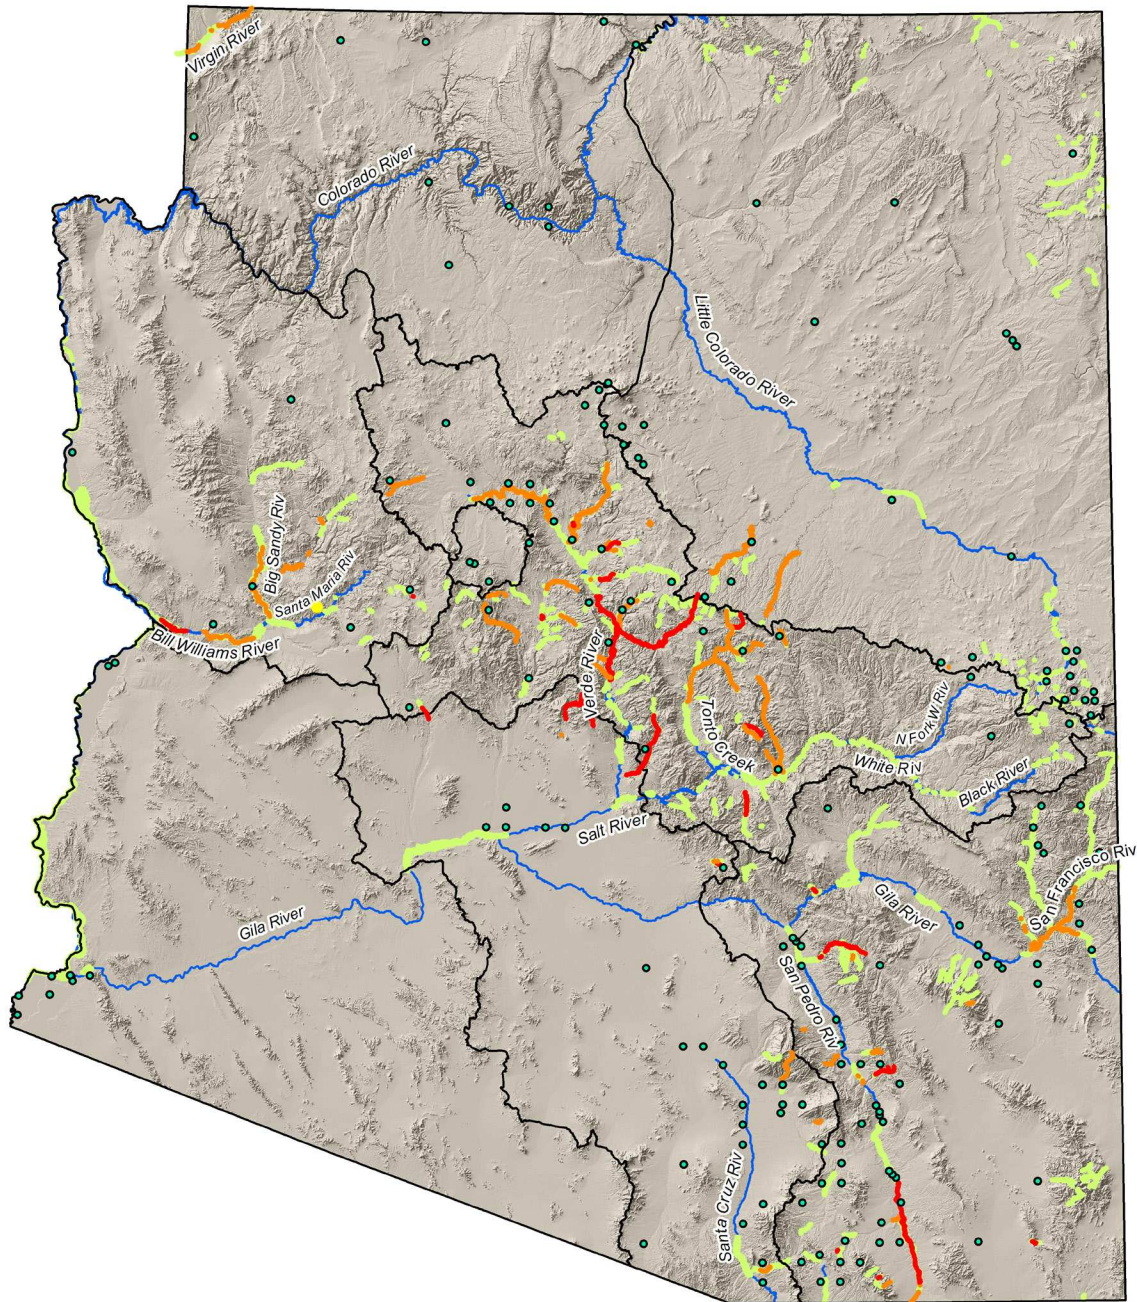 Virgin River
Colorado River
Little Colorado River
Big Sandy Riv
Santa Maria Riv
Bill Williams River
Verde River
Tonto Creek
N Fork W Riv
White Riv
Black River
Salt River
San Francisco Riv
Gila River
Gila River
San Pedro Riv
Santa Cruz Riv